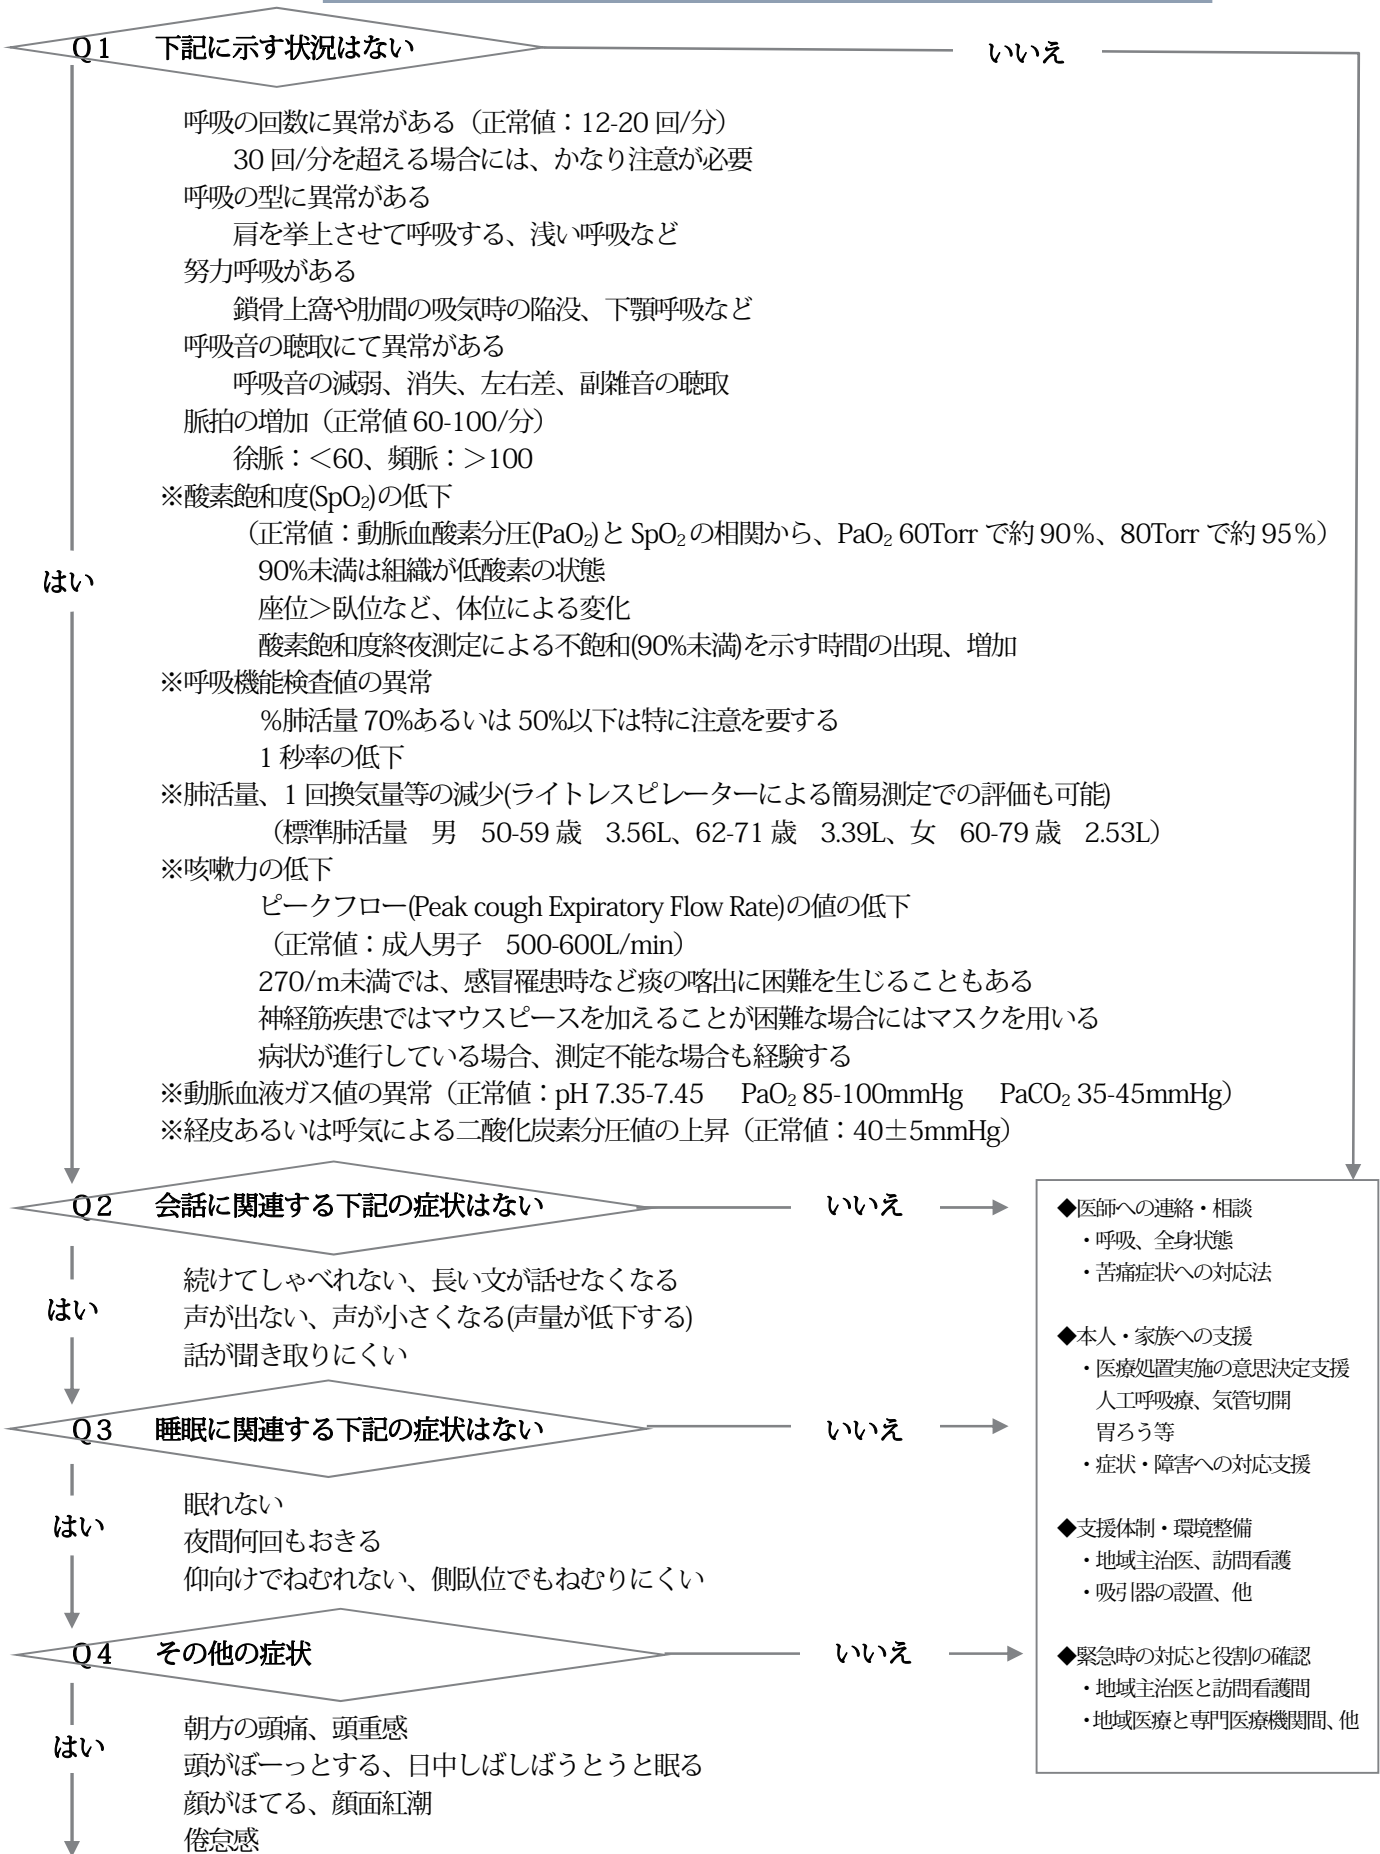 Q1 下記に示す状況はない
いいえ
呼吸の回数に異常がある（正常値：12-20 回/分）
30 回/分を超える場合には、かなり注意が必要
呼吸の型に異常がある
肩を挙上させて呼吸する、浅い呼吸など
努力呼吸がある
鎖骨上窩や肋間の吸気時の陥没、下顎呼吸など
呼吸音の聴取にて異常がある
呼吸音の減弱、消失、左右差、副雑音の聴取
脈拍の増加（正常値 60-100/分）
徐脈：＜60、頻脈：＞100
※酸素飽和度(SpO₂)の低下
（正常値：動脈血酸素分圧(PaO₂)と SpO₂の相関から、PaO₂ 60Torr で約 90%、80Torr で約 95%）
90%未満は組織が低酸素の状態
はい
座位＞臥位など、体位による変化
酸素飽和度終夜測定による不飽和(90%未満)を示す時間の出現、増加
※呼吸機能検査値の異常
%肺活量 70%あるいは 50%以下は特に注意を要する
1 秒率の低下
※肺活量、1 回換気量等の減少(ライトレスピレーターによる簡易測定での評価も可能)
（標準肺活量　男　50-59 歳　3.56L、62-71 歳　3.39L、女　60-79 歳　2.53L）
※咳嗽力の低下
ピークフロー(Peak cough Expiratory Flow Rate)の値の低下
（正常値：成人男子　500-600L/min）
270/m未満では、感冒罹患時など痰の喀出に困難を生じることもある
神経筋疾患ではマウスピースを加えることが困難な場合にはマスクを用いる
病状が進行している場合、測定不能な場合も経験する
※動脈血液ガス値の異常（正常値：pH 7.35-7.45　PaO₂ 85-100mmHg　PaCO₂ 35-45mmHg）
※経皮あるいは呼気による二酸化炭素分圧値の上昇（正常値：40±5mmHg）
Q2 会話に関連する下記の症状はない
いいえ
続けてしゃべれない、長い文が話せなくなる
はい
声が出ない、声が小さくなる(声量が低下する)
話が聞き取りにくい
Q3 睡眠に関連する下記の症状はない
いいえ
眠れない
はい
夜間何回もおきる
仰向けでねむれない、側臥位でもねむりにくい
Q4 その他の症状
いいえ
朝方の頭痛、頭重感
はい
頭がぼーっとする、日中しばしばうとうと眠る
顔がほてる、顔面紅潮
倦怠感
◆医師への連絡・相談
・呼吸、全身状態
・苦痛症状への対応法
◆本人・家族への支援
・医療処置実施の意思決定支援
人工呼吸療、気管切開
胃ろう等
・症状・障害への対応支援
◆支援体制・環境整備
・地域主治医、訪問看護
・吸引器の設置、他
◆緊急時の対応と役割の確認
・地域主治医と訪問看護間
・地域医療と専門医療機関間、他